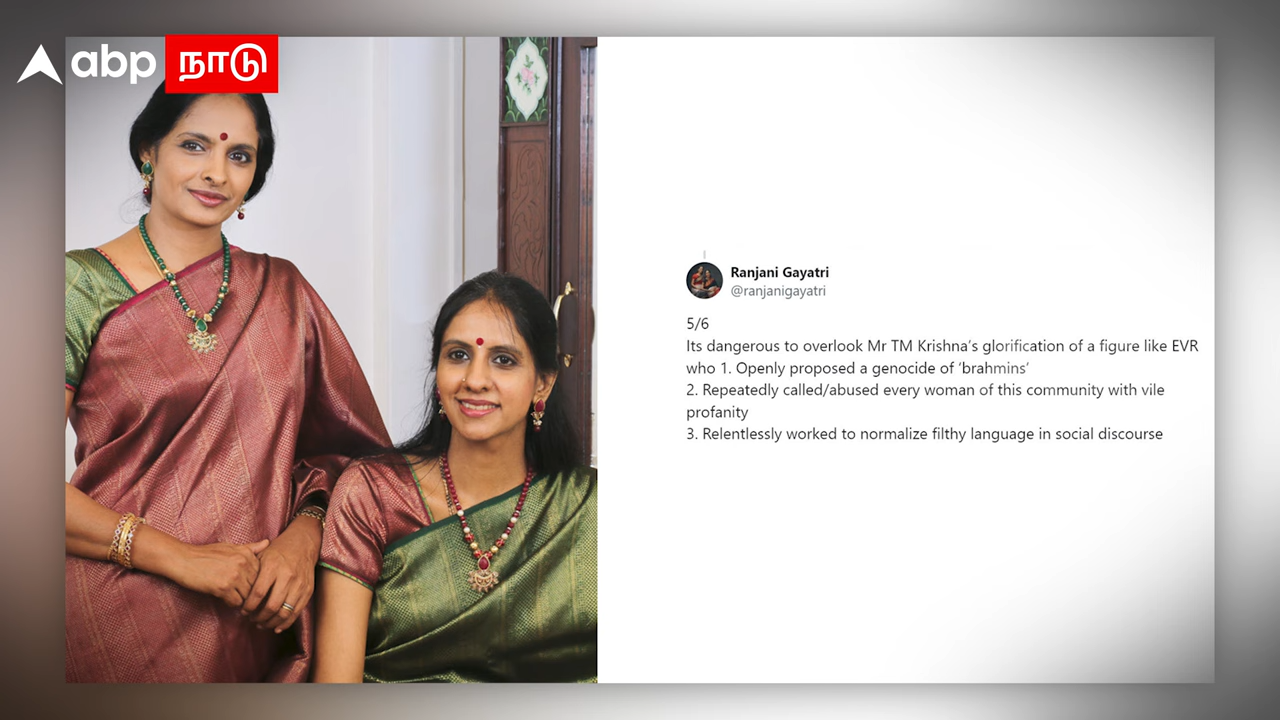 abp நாடு
Ranjani Gayatri
@ranjanigayatri
5/6
Its dangerous to overlook Mr TM Krishna's glorification of a figure like EVR
who 1. Openly proposed a genocide of 'brahmins'
2. Repeatedly called/abused every woman of this community with vile
profanity
3. Relentlessly worked to normalize filthy language in social discourse